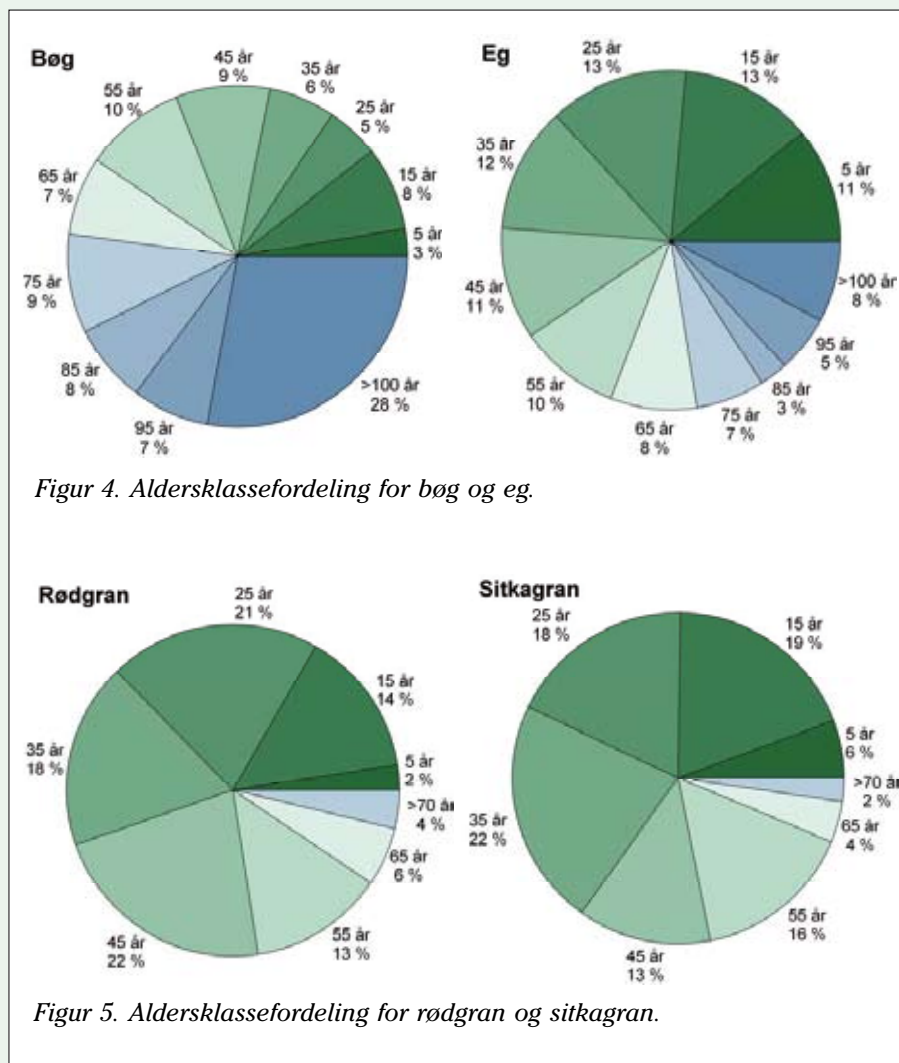 Bøg
45 år
9 %
35 år
6 %
25 år
5 %
15 år
8 %
5 år
3 %
>100 år
28 %
95 år
7 %
85 år
8 %
75 år
9 %
65 år
7 %
55 år
10 %
Eg
25 år
13 %
15 år
13 %
5 år
11 %
>100 år
8 %
95 år
5 %
85 år
3 %
75 år
7 %
65 år
8 %
55 år
10 %
45 år
11 %
35 år
12 %
Figur 4. Aldersklassefordeling for bøg og eg.
Rødgran
25 år
21 %
15 år
14 %
5 år
2 %
>70 år
4 %
65 år
6 %
55 år
13 %
45 år
22 %
35 år
18 %
Sitkagran
25 år
18 %
15 år
19 %
5 år
6 %
>70 år
2 %
65 år
4 %
55 år
16 %
45 år
13 %
35 år
22 %
Figur 5. Aldersklassefordeling for rødgran og sitkagran.